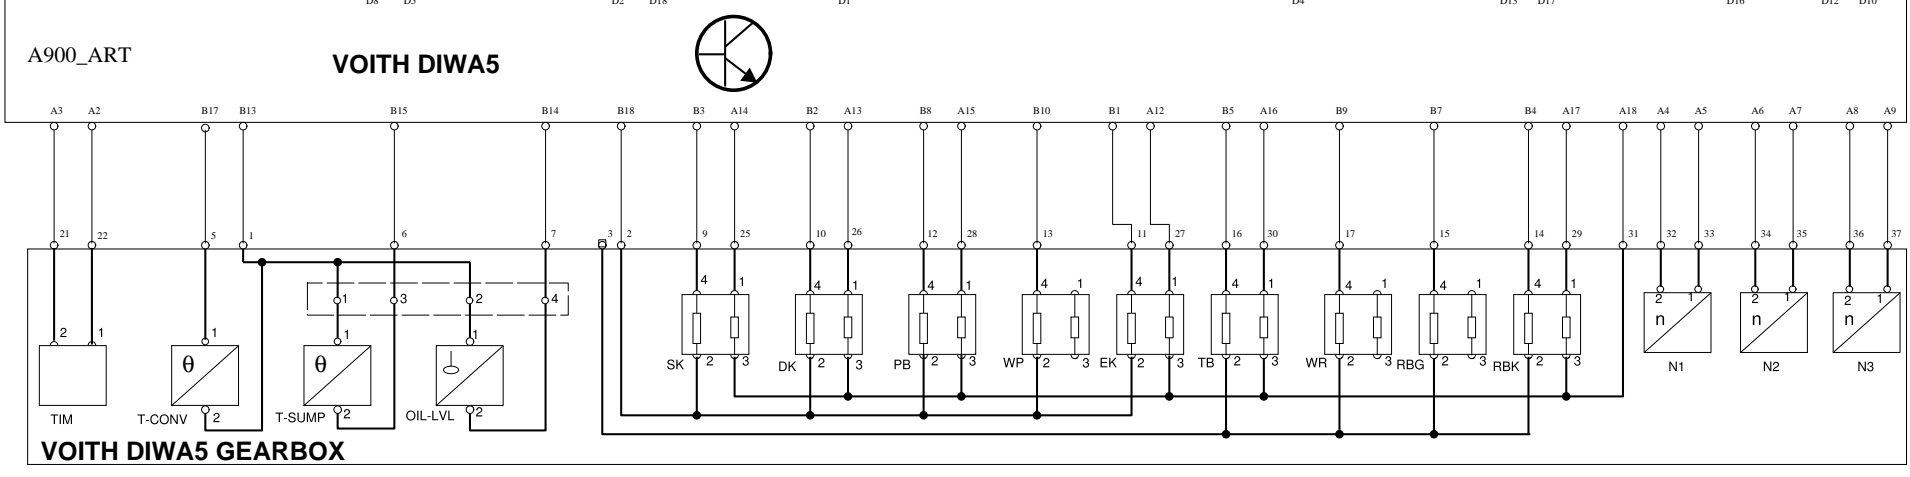 D8 D5 D2 D18 D1 D4 D13 D17 D16 D12 D10
A900_ART VOITH DIWA5
A3 A2 B17 B13 B15 B14 B18 B3 A14 B2 A13 B8 A15 B10 B1 A12 B5 A16 B9 B7 B4 A17 A18 A4 A5 A6 A7 A8 A9
21 22 5 1 6 7 3 2 9 25 10 26 12 28 13 11 27 16 30 17 15 14 29 31 32 33 34 35 36 37
4 1 4 1 4 1 4 1 4 1 4 1 4 1 4 1 4 1
1 3 2 4
2 1 2 1 2 1
n n n
2 1 1 1 1
θ θ
2 3 2 3 2 3 2 3 2 3 2 3 2 3 2 3 2 3
SK DK PB WP EK TB WR RBG RBK N1 N2 N3
2 2 2
TIM T-CONV T-SUMP OIL-LVL
VOITH DIWA5 GEARBOX